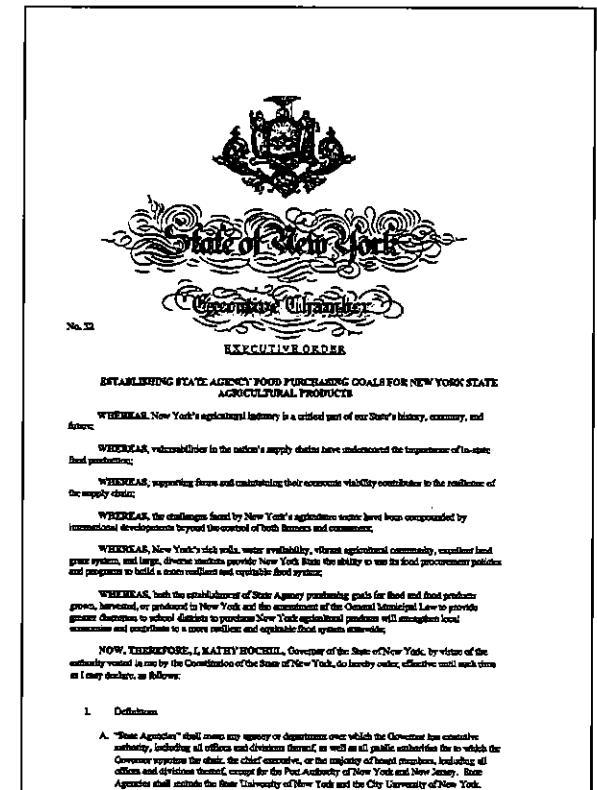 State of New York
Executive Chamber
No. 32
EXECUTIVE ORDER
ESTABLISHING STATE AGENCY FOOD PURCHASING GOALS FOR NEW YORK STATE
AGRICULTURAL PRODUCTS
WHEREAS, New York's agricultural industry is a critical part of our State's history, economy, and
future;
WHEREAS, vulnerabilities in the nation's supply chains have underscored the importance of in-state
food production;
WHEREAS, supporting farms and maintaining their economic viability contributes to the resilience of
the supply chain;
WHEREAS, the challenges faced by New York's agriculture sector have been compounded by
international developments beyond the control of both farmers and consumers;
WHEREAS, New York's rich soils, water availability, vibrant agricultural community, excellent land
grant system, and large, diverse markets provide New York State the ability to use its food procurement policies
and programs to build a more resilient and equitable food system;
WHEREAS, both the establishment of State Agency purchasing goals for food and food products
grown, harvested, or produced in New York and the amendment of the General Municipal Law to provide
greater discretion to school districts to purchase New York agricultural products will strengthen local
economies and contribute to a more resilient and equitable food system statewide;
NOW, THEREFORE, I, KATHY HOCHUL, Governor of the State of New York, by virtue of the
authority vested in me by the Constitution of the State of New York, do hereby order, effective until such time
as I may declare, as follows:
1. Definitions
A. "State Agencies" shall mean any agency or department over which the Governor has executive
authority, including all offices and divisions thereof, as well as all public authorities for to which the
Governor appoints the chair, the chief executive, or the majority of board members, including all
offices and divisions thereof, except for the Port Authority of New York and New Jersey. State
Agencies shall include the State University of New York and the City University of New York.